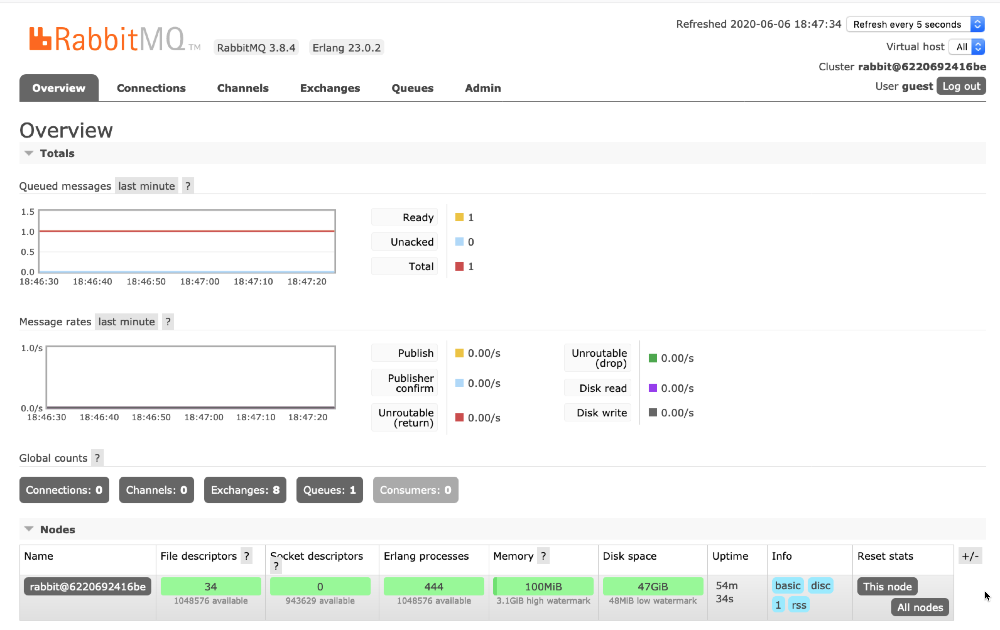 RabbitMQ TM
RabbitMQ 3.8.4
Erlang 23.0.2
Refreshed 2020-06-06 18:47:34
Refresh every 5 seconds
Virtual host All
Cluster rabbit@6220692416be
User guest Log out
Overview Connections Channels Exchanges Queues Admin
Overview
Totals
Queued messages last minute ?
1.5
1.0
0.5
0.0
18:46:30 18:46:40 18:46:50 18:47:00 18:47:10 18:47:20
Ready 1
Unacked 0
Total 1
Message rates last minute ?
1.0/s
0.0/s
18:46:30 18:46:40 18:46:50 18:47:00 18:47:10 18:47:20
Publish 0.00/s
Publisher
confirm 0.00/s
Unroutable
(return) 0.00/s
Unroutable
(drop) 0.00/s
Disk read 0.00/s
Disk write 0.00/s
Global counts ?
Connections: 0 Channels: 0 Exchanges: 8 Queues: 1 Consumers: 0
Nodes
Name File descriptors ? Socket descriptors ? Erlang processes Memory ? Disk space Uptime Info Reset stats +/-
rabbit@6220692416be
34
1048576 available
0
943629 available
444
1048576 available
100MiB
3.1GiB high watermark
47GiB
48MiB low watermark
54m
34s
basic disc
1 rss
This node
All nodes